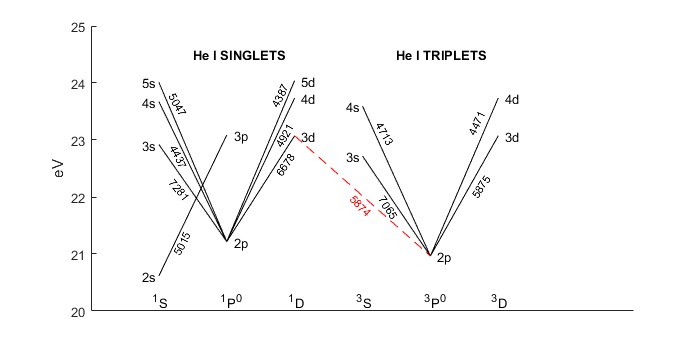 25
He I SINGLETS
He I TRIPLETS
24
5s
5d
4s
4d
4s
4d
5047
4387
23
3s
3p
3d
3s
3d
4437
4921
4713
4471
eV
7281
6678
7065
5875
5874
22
5015
2p
2p
21
2s
¹S
¹P⁰
¹D
³S
³P⁰
³D
20